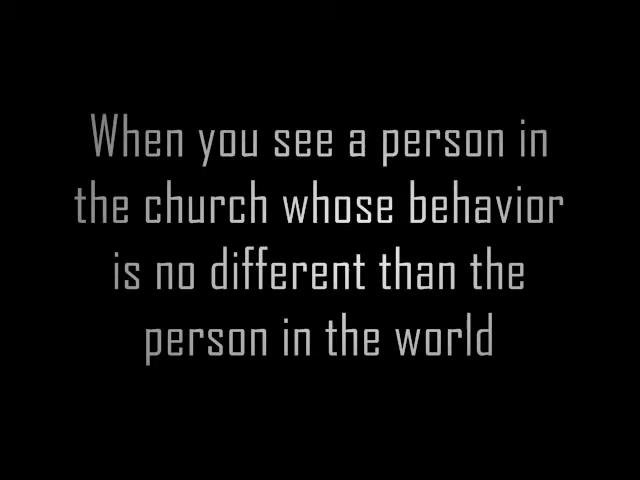 When you see a person in
the church whose behavior
is no different than the
person in the world